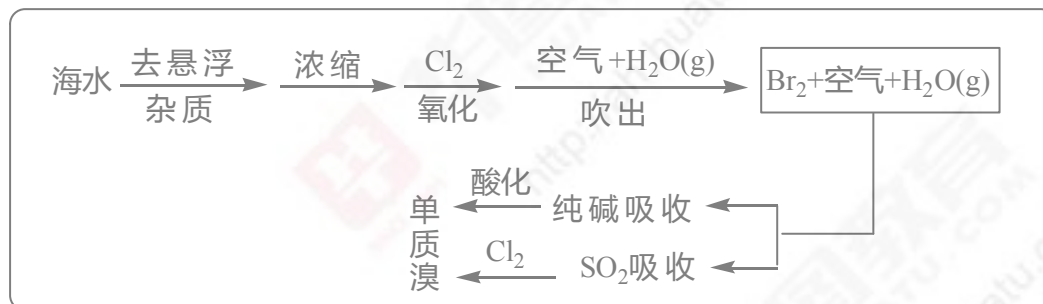 海水 去悬浮杂质 浓缩 Cl₂ 氧化 空气+H₂O(g) 吹出 Br₂+空气+H₂O(g)
单质溴 酸化 纯碱吸收
Cl₂ SO₂吸收